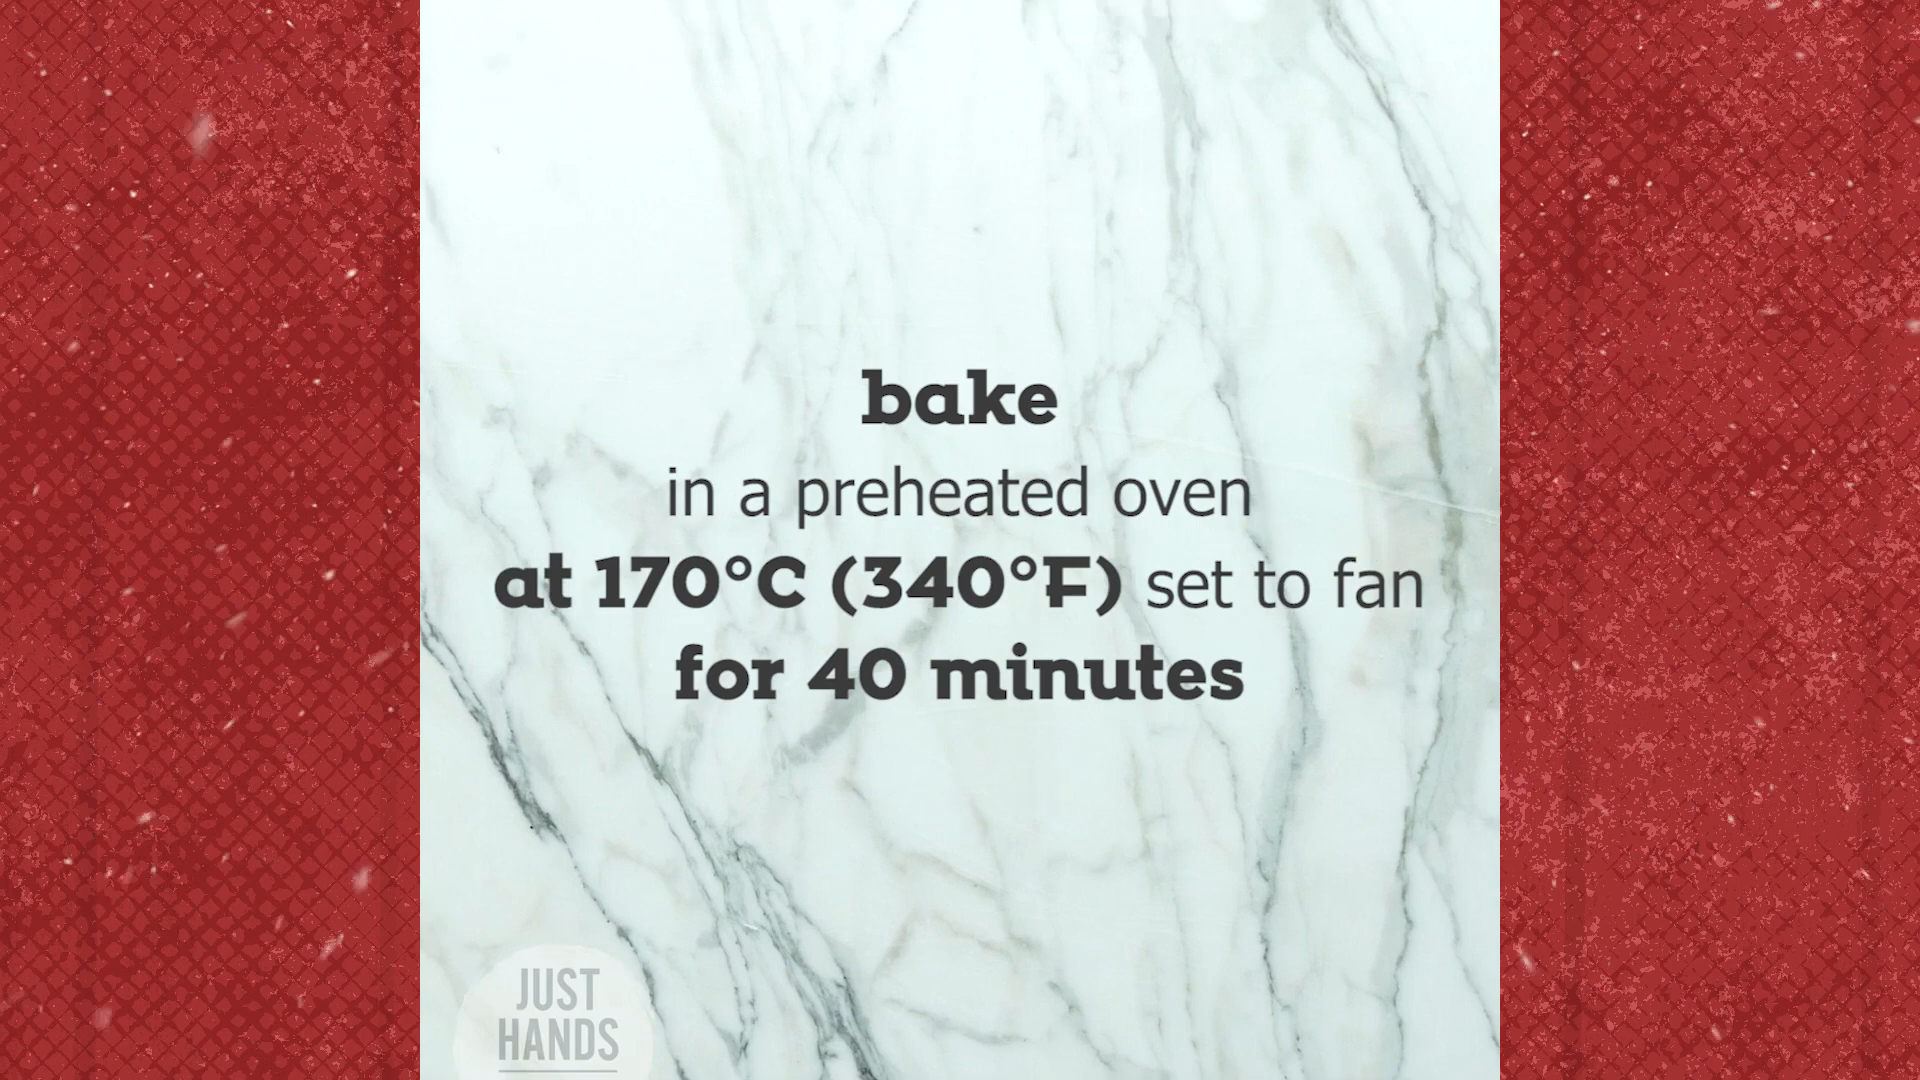 bake
in a preheated oven
at 170°C (340°F) set to fan
for 40 minutes
JUST
HANDS